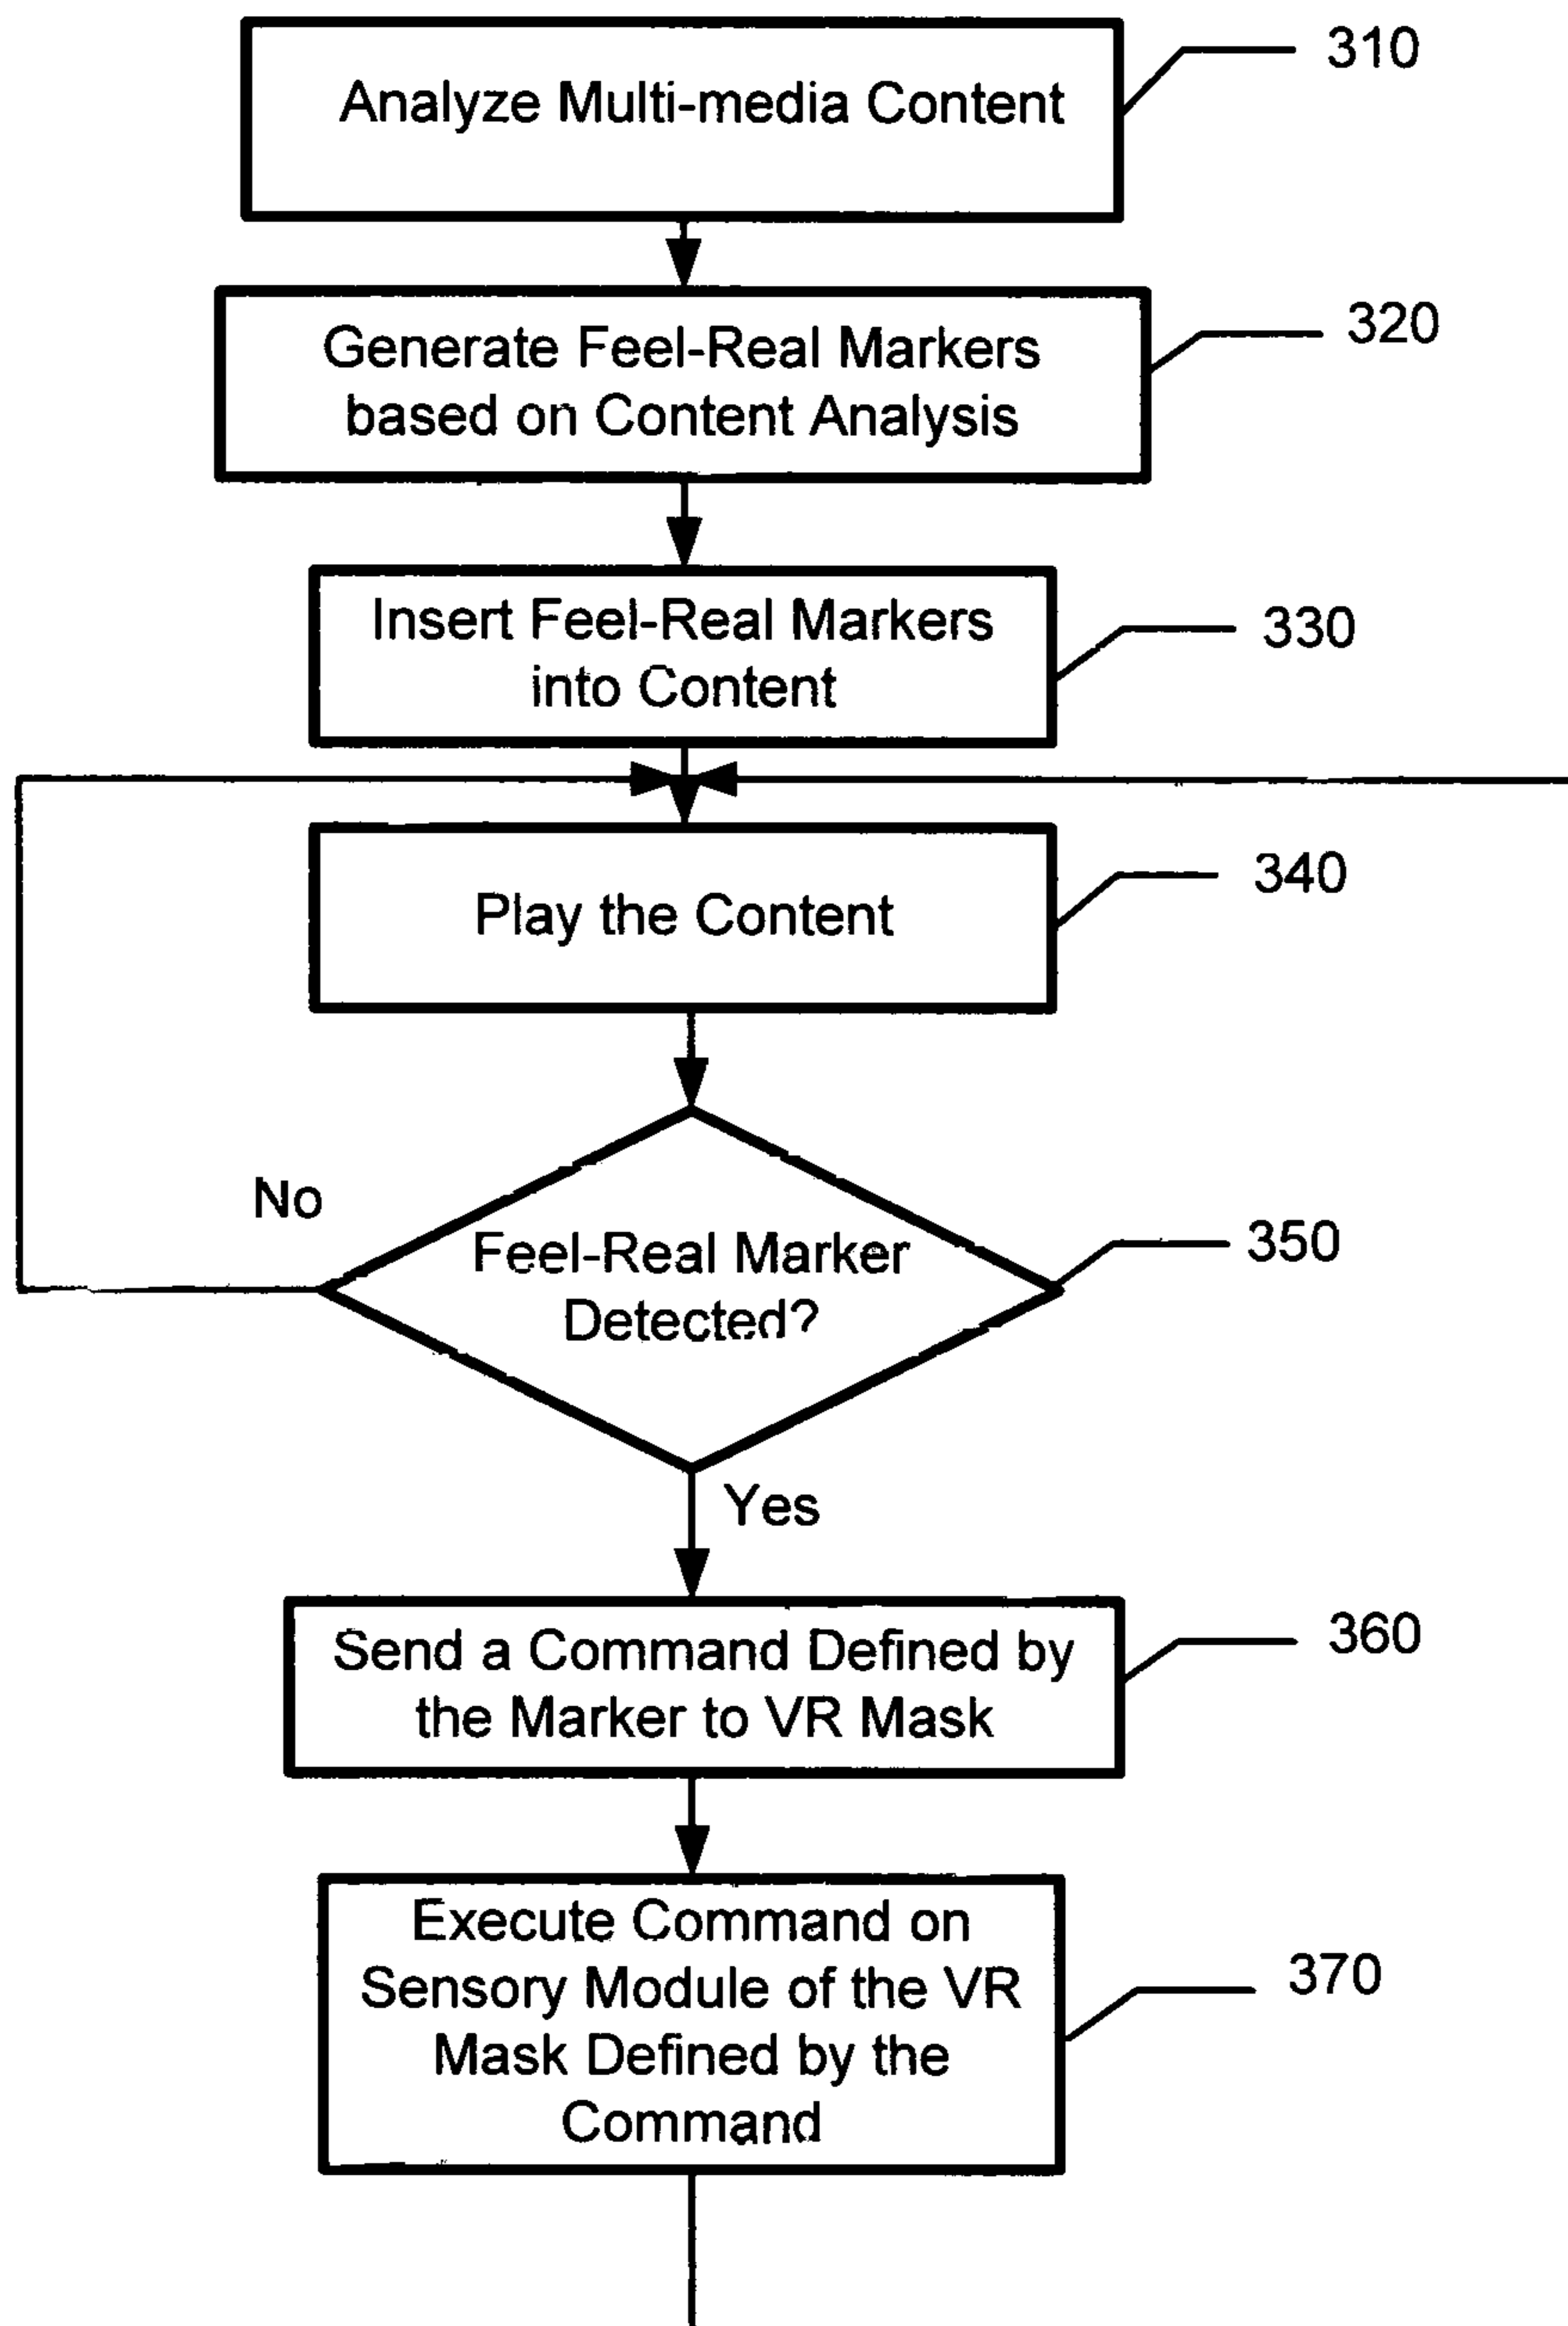 Analyze Multi-media Content
310
Generate Feel-Real Markers
based on Content Analysis
320
Insert Feel-Real Markers
into Content
330
Play the Content
340
No
Feel-Real Marker
Detected?
350
Yes
Send a Command Defined by
the Marker to VR Mask
360
Execute Command on
Sensory Module of the VR
Mask Defined by the
Command
370